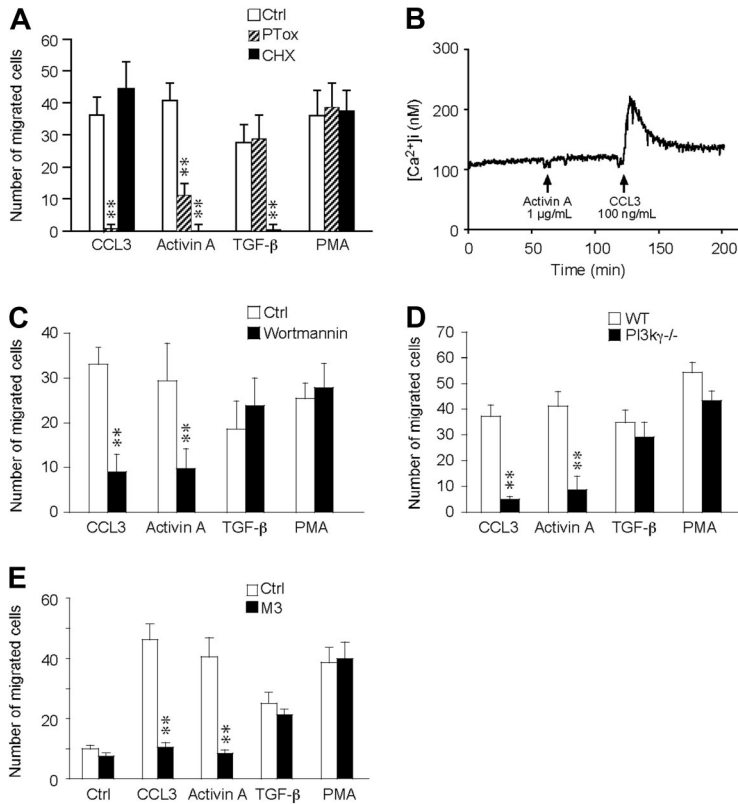 A
Ctrl
PTox
CHX
Number of migrated cells
60
50
40
30
20
10
0
**
**
**
**
CCL3 Activin A TGF-β PMA
B
[Ca2+]i (nM)
300
200
100
0
Activin A
1 µg/mL
CCL3
100 ng/mL
0 50 100 150 200
Time (min)
C
Ctrl
Wortmannin
Number of migrated cells
40
30
20
10
0
**
**
CCL3 Activin A TGF-β PMA
D
WT
PI3kγ-/-
Number of migrated cells
70
60
50
40
30
20
10
0
**
**
CCL3 Activin A TGF-β PMA
E
Ctrl
M3
Number of migrated cells
60
40
20
0
**
**
Ctrl CCL3 Activin A TGF-β PMA